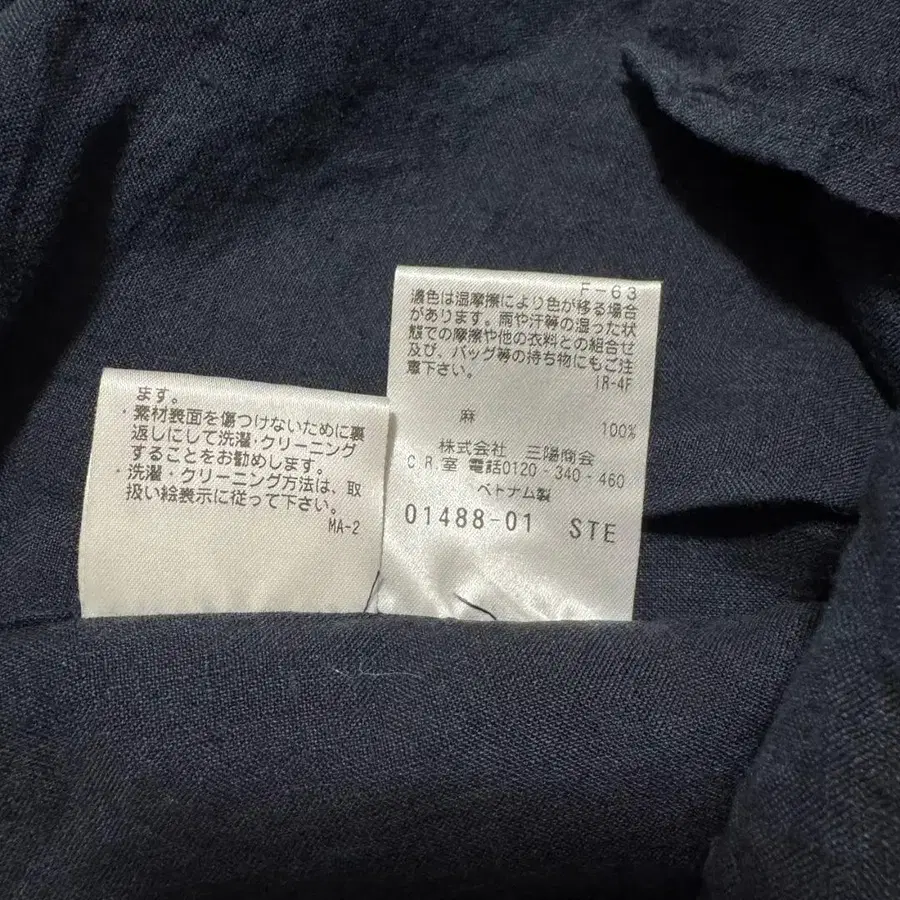 ます。
・素材表面を傷つけないために裏
返しにして洗濯・クリーニング
することをお勧めします。
・洗濯・クリーニング方法は、取
扱い絵表示に従って下さい。
MA-2
F-63
濃色は湿摩擦により色が移る場合
があります。雨や汗等の湿った状
態での摩擦や他の衣料との組合せ
及び、バッグ等の持ち物にもご注
意下さい。
IR-4F
麻 100%
株式会社 三陽商会
C.R.室 電話0120-340-460
ベトナム製
01488-01 STE